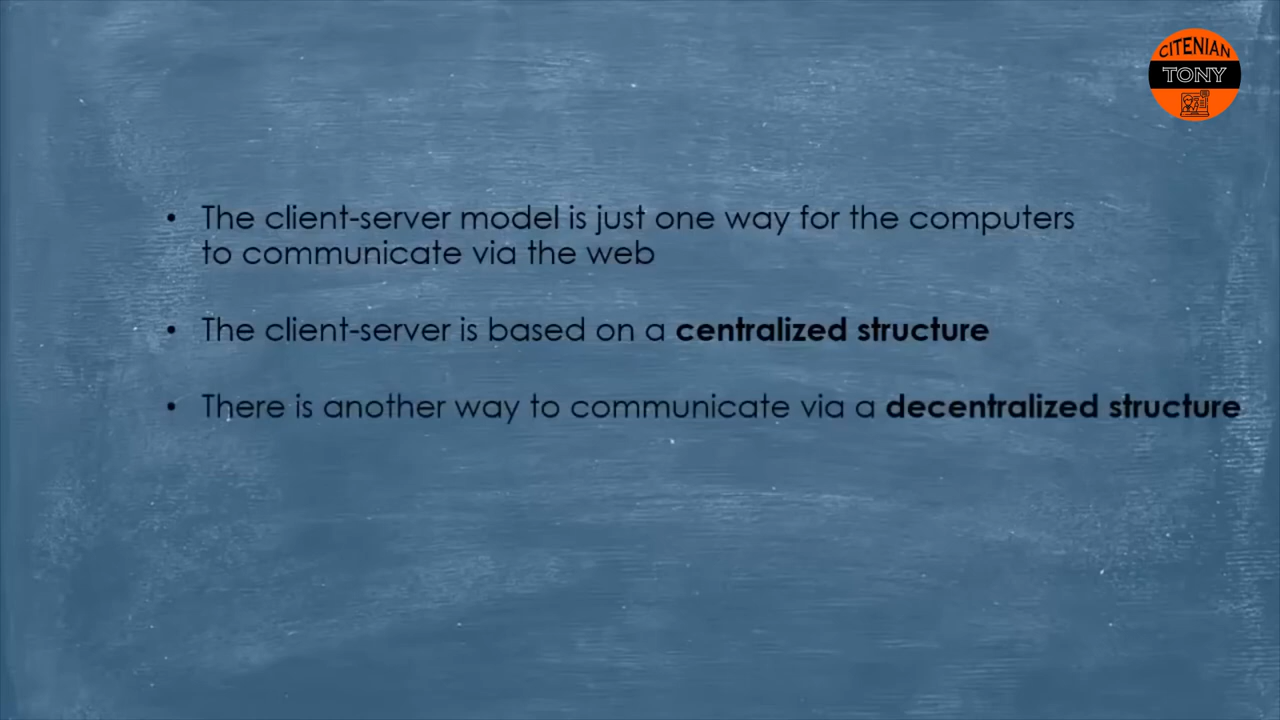 CITENIAN
TONY
• The client-server model is just one way for the computers
to communicate via the web
• The client-server is based on a centralized structure
• There is another way to communicate via a decentralized structure